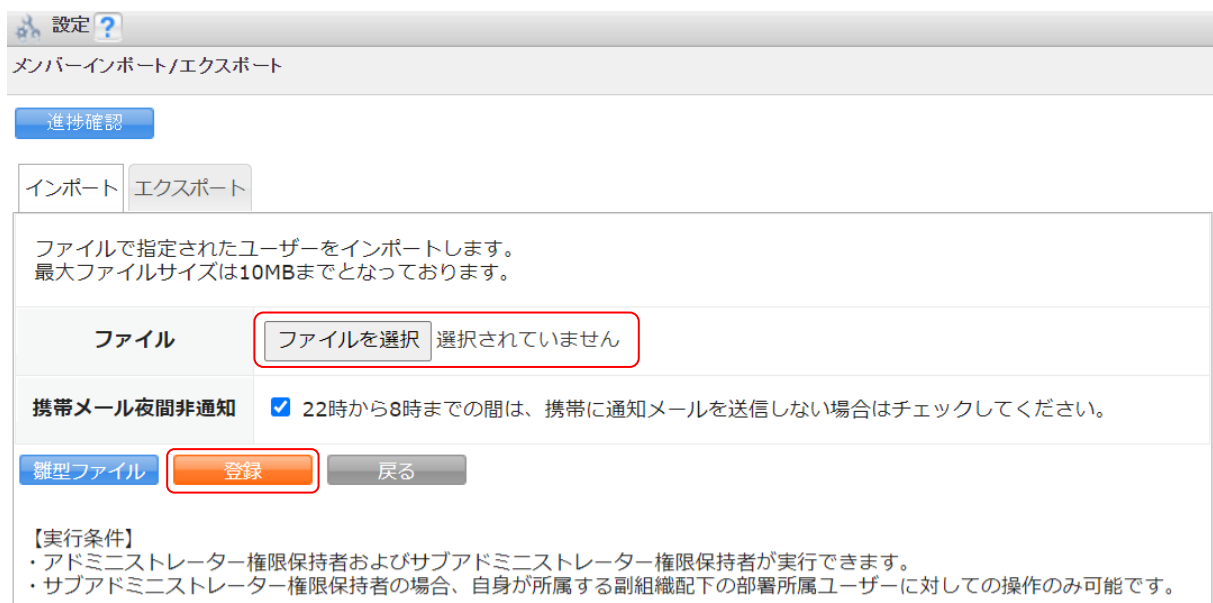 設定 ?
メンバーインポート/エクスポート
進捗確認
インポート エクスポート
ファイルで指定されたユーザーをインポートします。
最大ファイルサイズは10MBまでとなっております。
ファイル ファイルを選択 選択されていません
携帯メール夜間非通知 22時から8時までの間は、携帯に通知メールを送信しない場合はチェックしてください。
雛型ファイル 登録 戻る
【実行条件】
・アドミニストレーター権限保持者およびサブアドミニストレーター権限保持者が実行できます。
・サブアドミニストレーター権限保持者の場合、自身が所属する副組織配下の部署所属ユーザーに対しての操作のみ可能です。